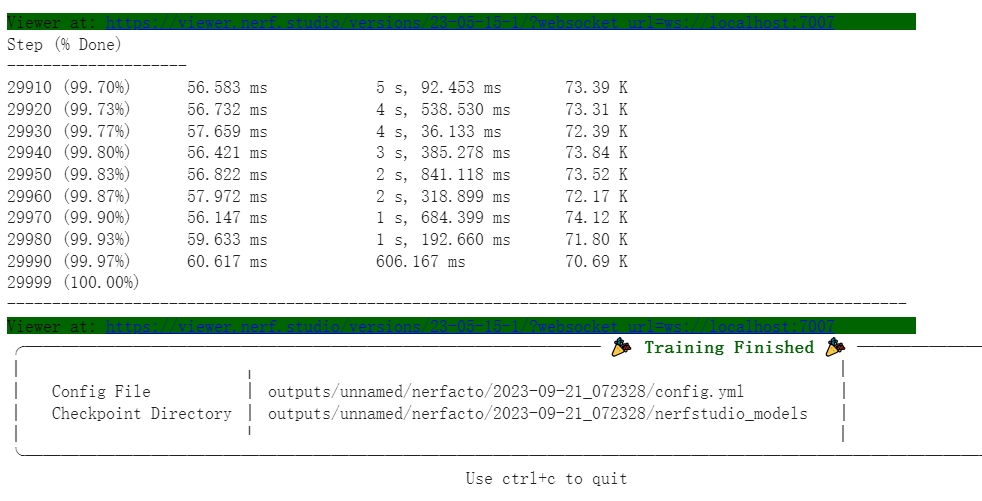 Viewer at: https://viewer.nerf.studio/versions/23-05-15-1/?websocket_url=ws://localhost:7007
Step (% Done)
--------------------
29910 (99.70%) 56.583 ms 5 s, 92.453 ms 73.39 K
29920 (99.73%) 56.732 ms 4 s, 538.530 ms 73.31 K
29930 (99.77%) 57.659 ms 4 s, 36.133 ms 72.39 K
29940 (99.80%) 56.421 ms 3 s, 385.278 ms 73.84 K
29950 (99.83%) 56.822 ms 2 s, 841.118 ms 73.52 K
29960 (99.87%) 57.972 ms 2 s, 318.899 ms 72.17 K
29970 (99.90%) 56.147 ms 1 s, 684.399 ms 74.12 K
29980 (99.93%) 59.633 ms 1 s, 192.660 ms 71.80 K
29990 (99.97%) 60.617 ms 606.167 ms 70.69 K
29999 (100.00%)
----------------------------------------------------------------------------------------------------
Viewer at: https://viewer.nerf.studio/versions/23-05-15-1/?websocket_url=ws://localhost:7007
🎉 Training Finished 🎉
Config File | outputs/unnamed/nerfacto/2023-09-21_072328/config.yml
Checkpoint Directory | outputs/unnamed/nerfacto/2023-09-21_072328/nerfstudio_models
Use ctrl+c to quit